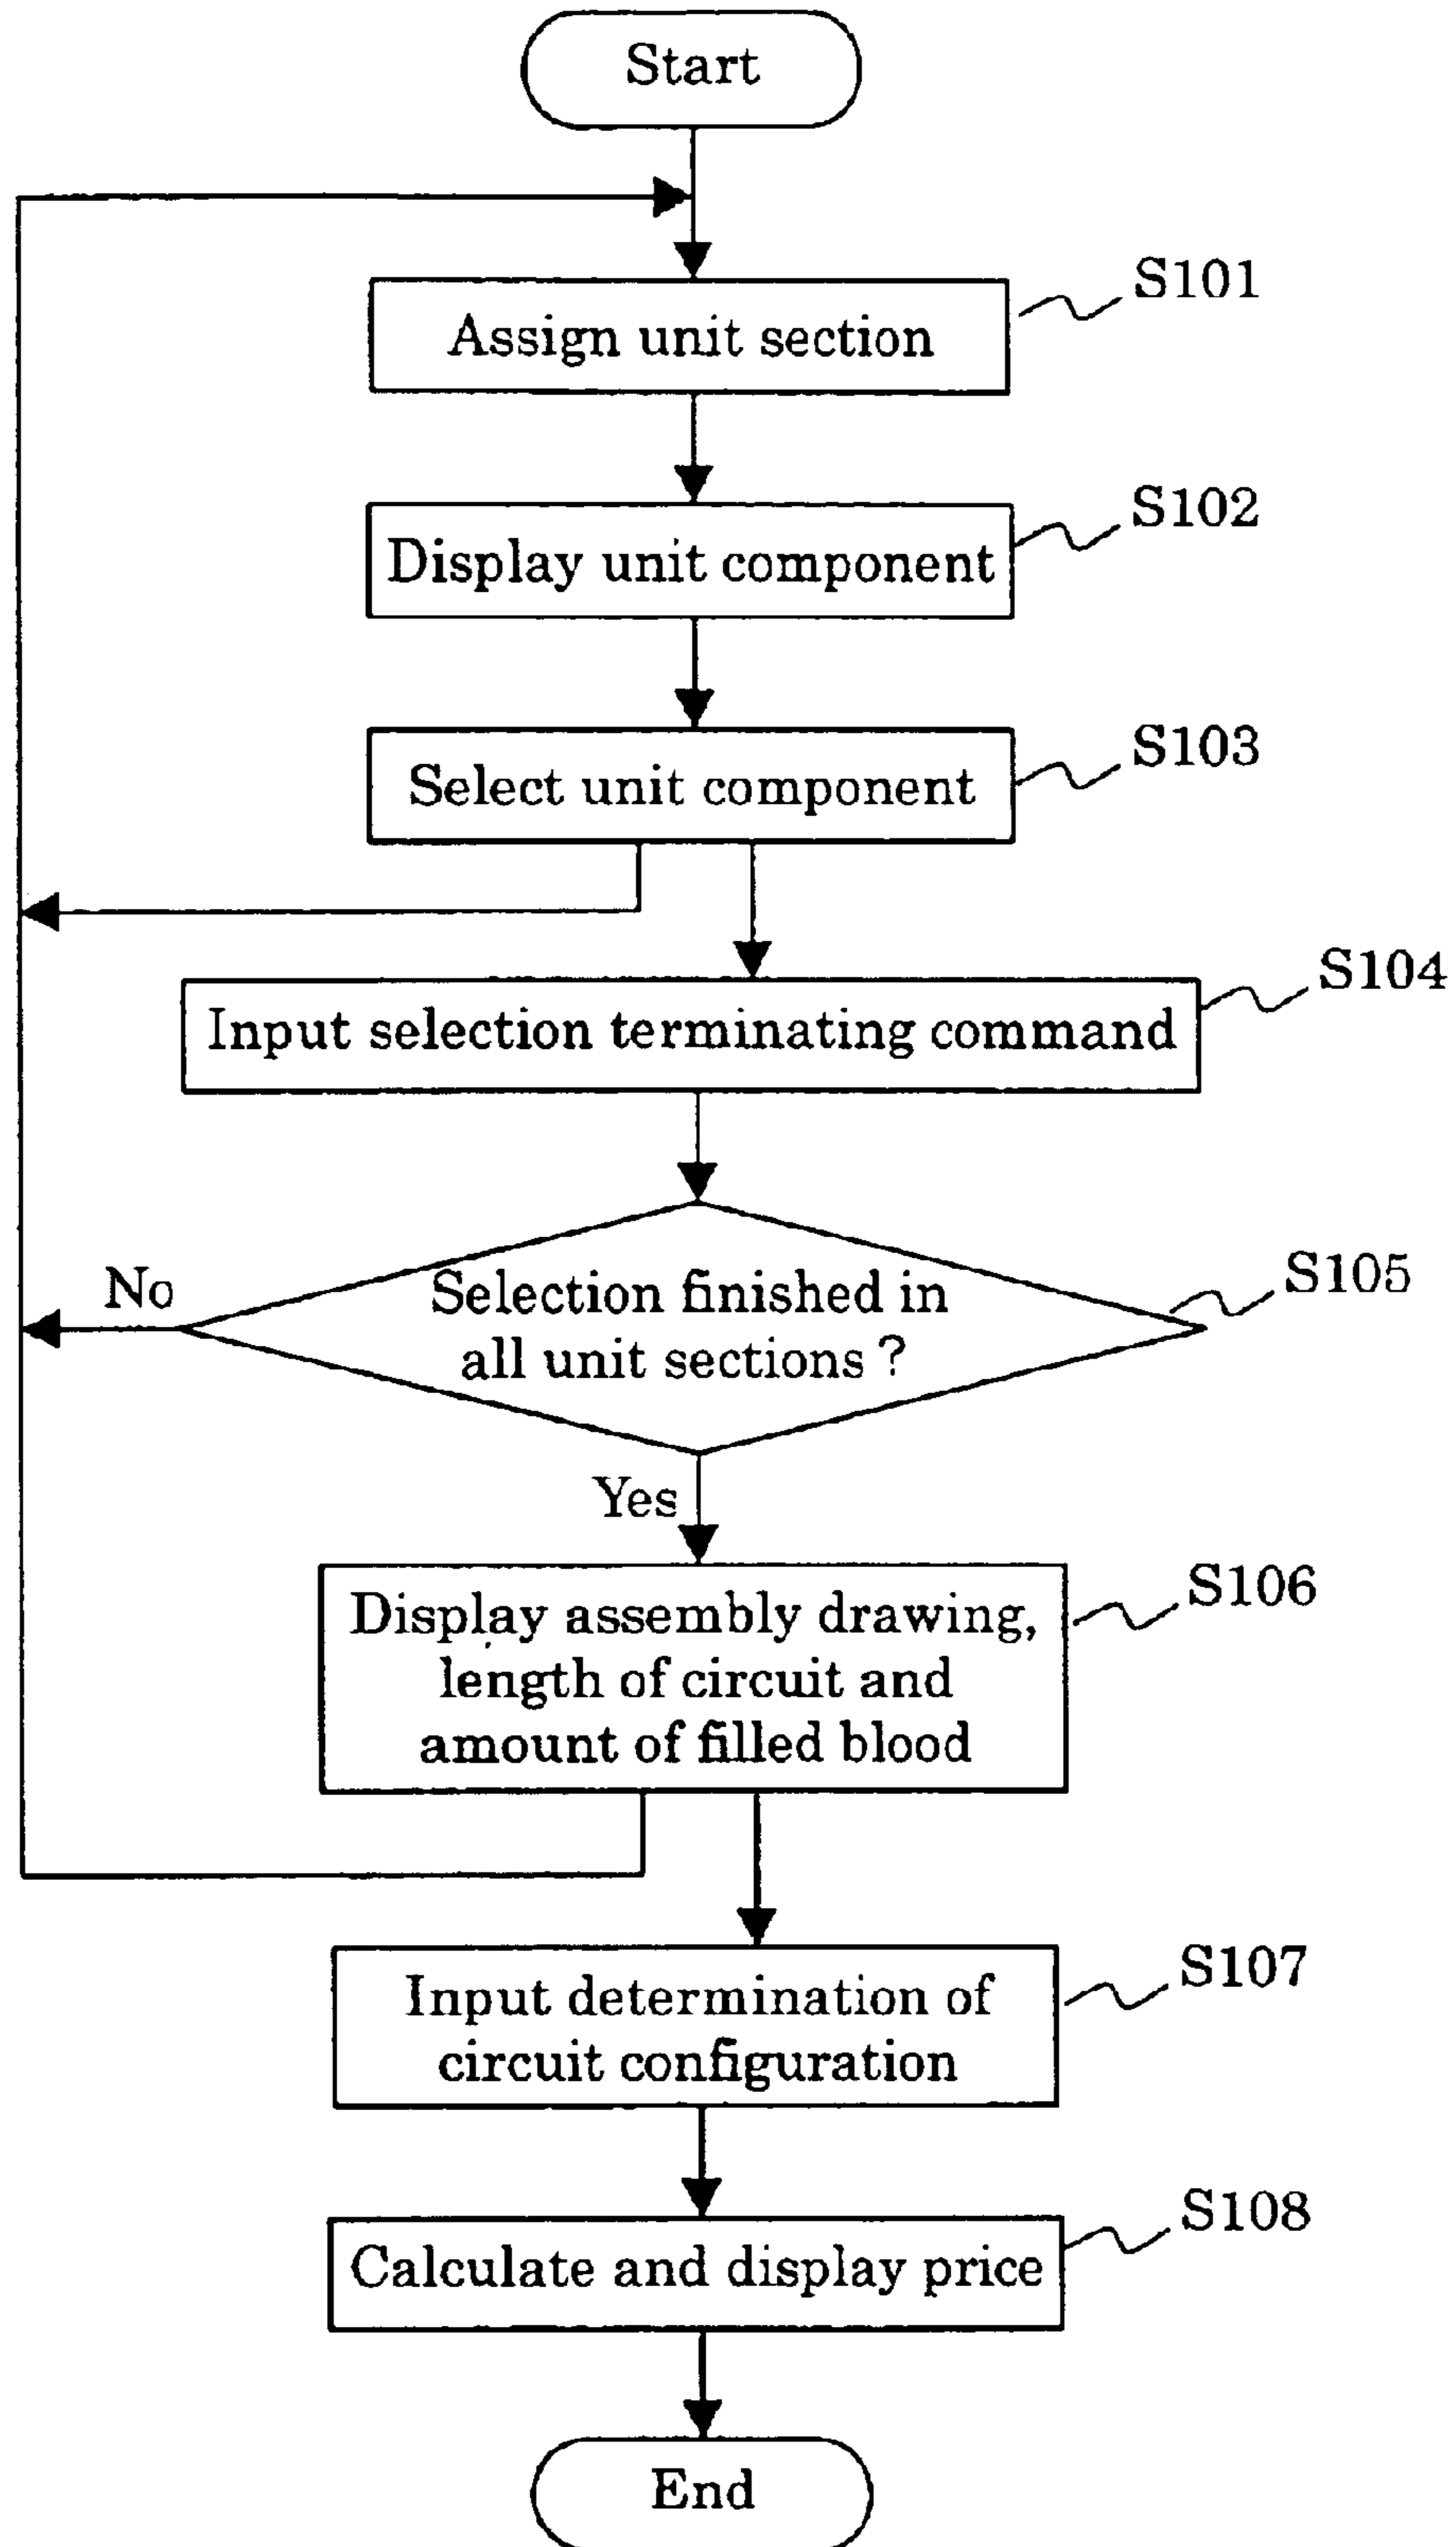 Start
S101
Assign unit section
S102
Display unit component
S103
Select unit component
S104
Input selection terminating command
S105
No
Selection finished in
all unit sections ?
Yes
S106
Display assembly drawing,
length of circuit and
amount of filled blood
S107
Input determination of
circuit configuration
S108
Calculate and display price
End